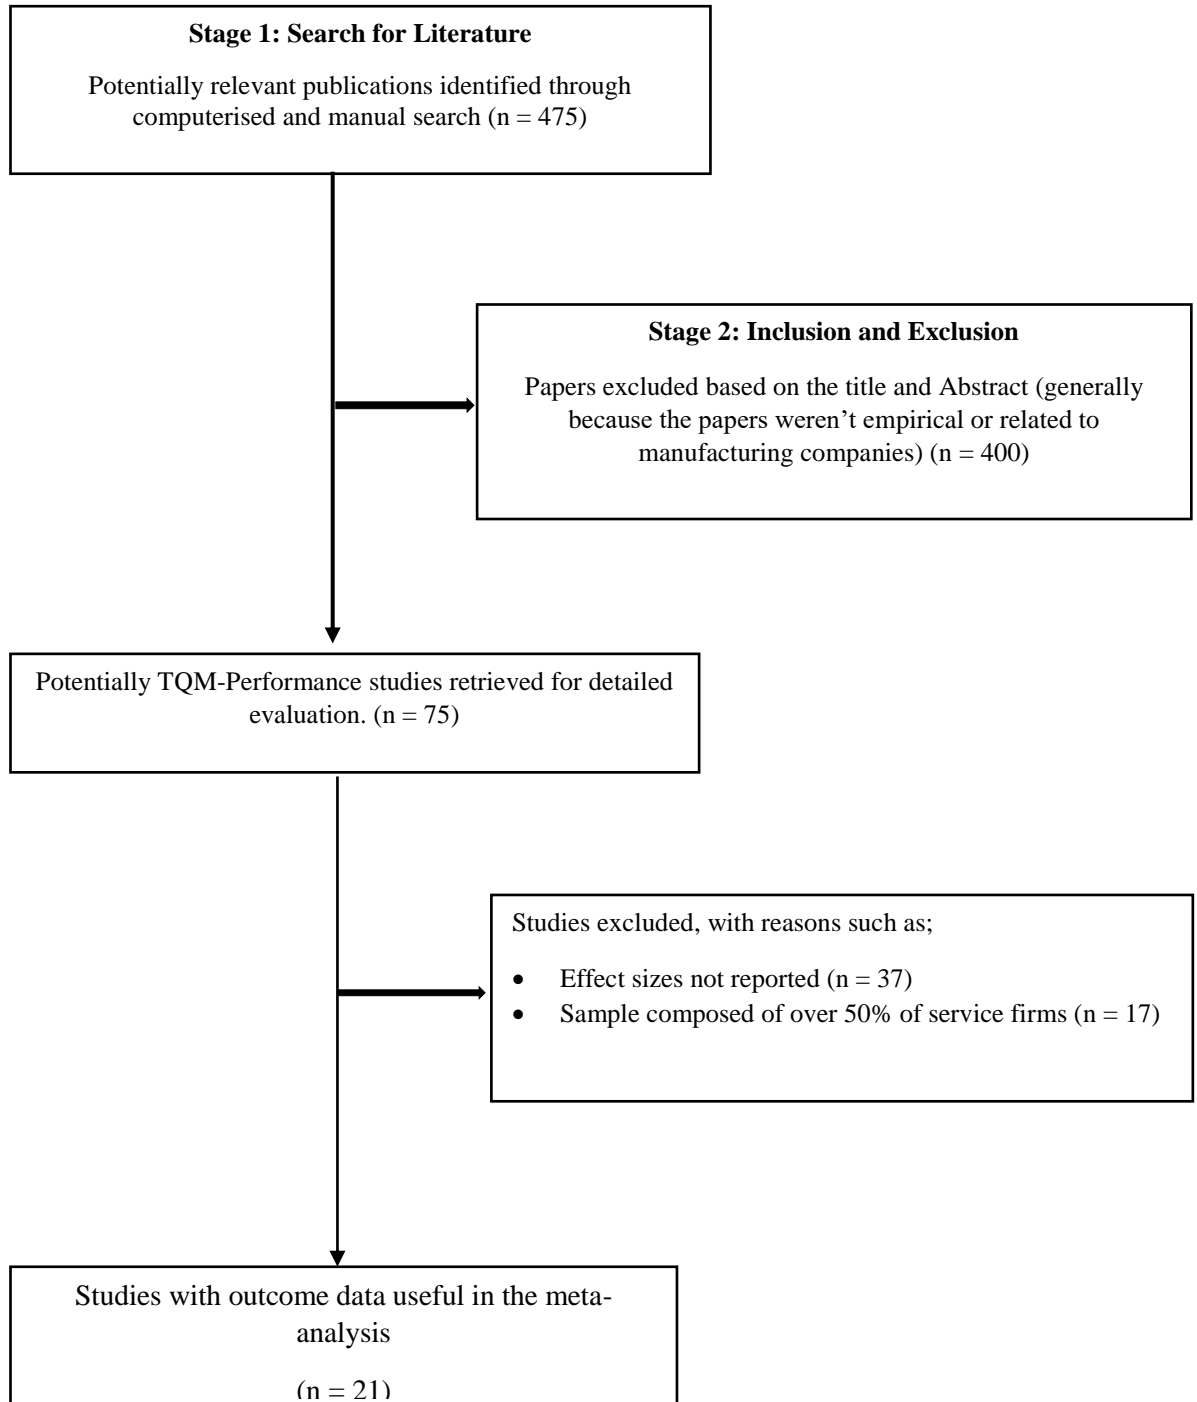 Stage 1: Search for Literature
Potentially relevant publications identified through
computerised and manual search (n = 475)
Stage 2: Inclusion and Exclusion
Papers excluded based on the title and Abstract (generally
because the papers weren’t empirical or related to
manufacturing companies) (n = 400)
Potentially TQM-Performance studies retrieved for detailed
evaluation. (n = 75)
Studies excluded, with reasons such as;
• Effect sizes not reported (n = 37)
• Sample composed of over 50% of service firms (n = 17)
Studies with outcome data useful in the meta-
analysis
(n = 21)